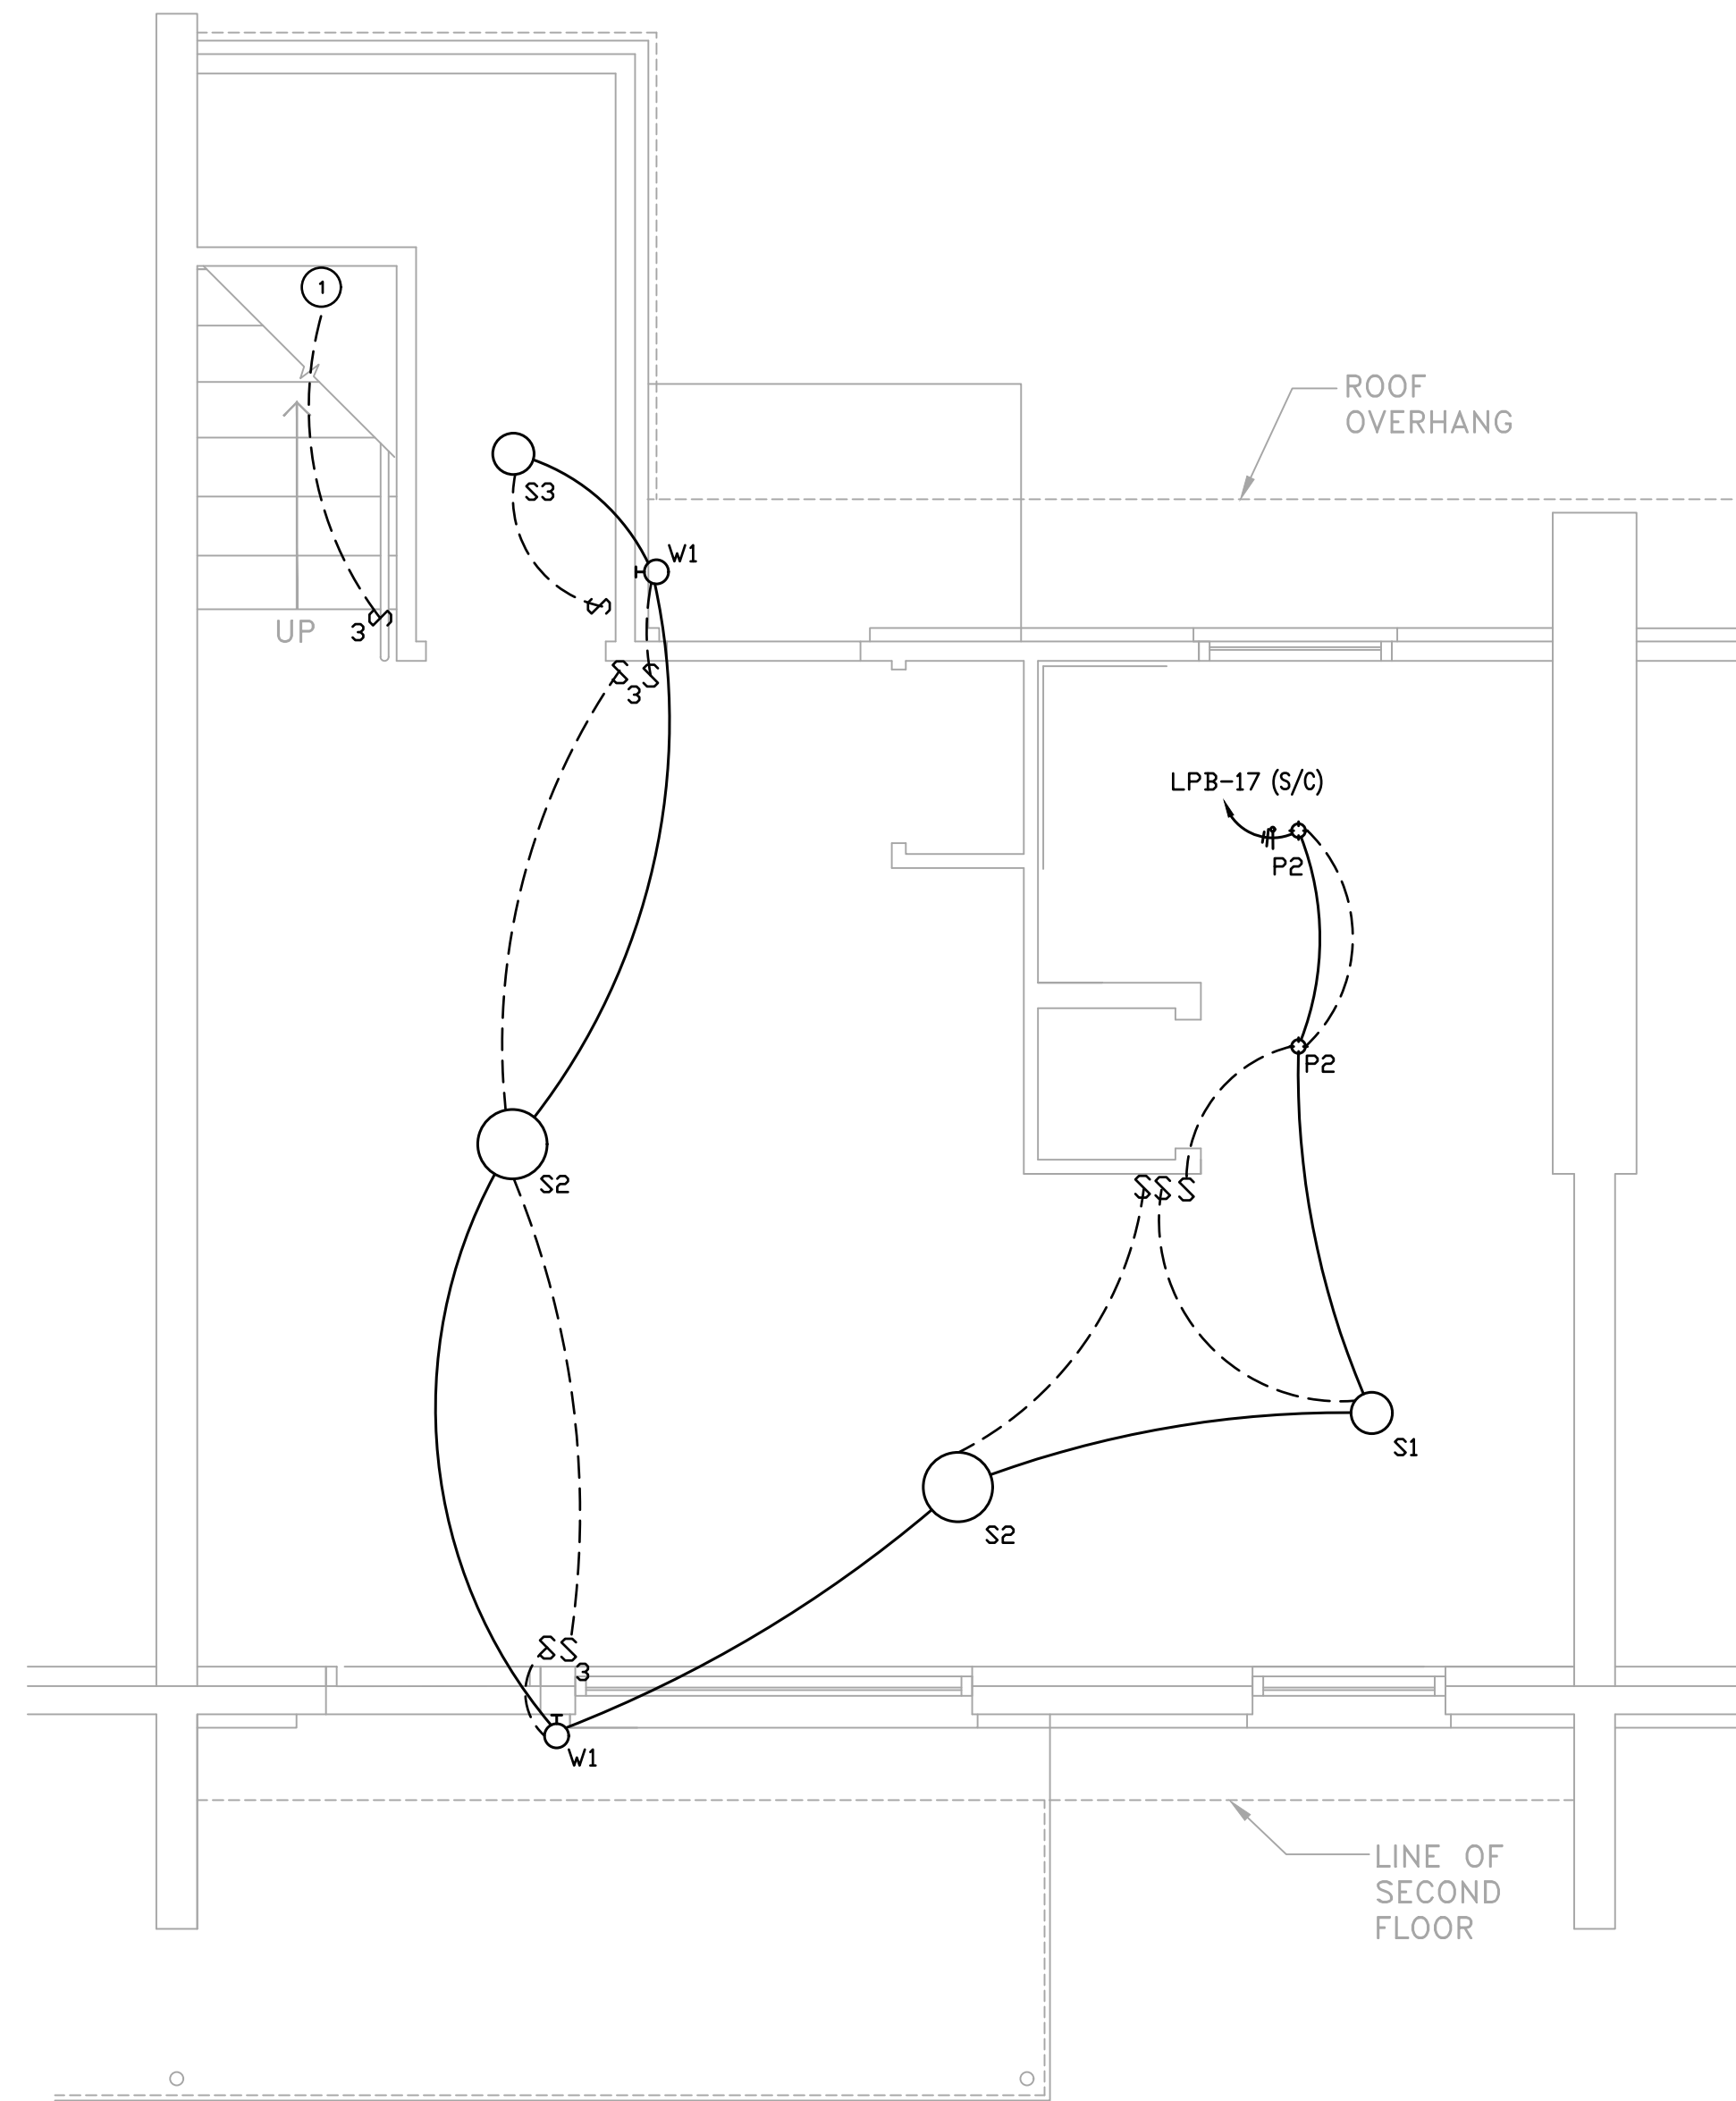 1
ROOF
OVERHANG
S3
W1
S
UP
3 S
S 3 S
LPB-17 (S/C)
P2
P2
S2
S S S
S1
S2
S S 3
W1
LINE OF
SECOND
FLOOR